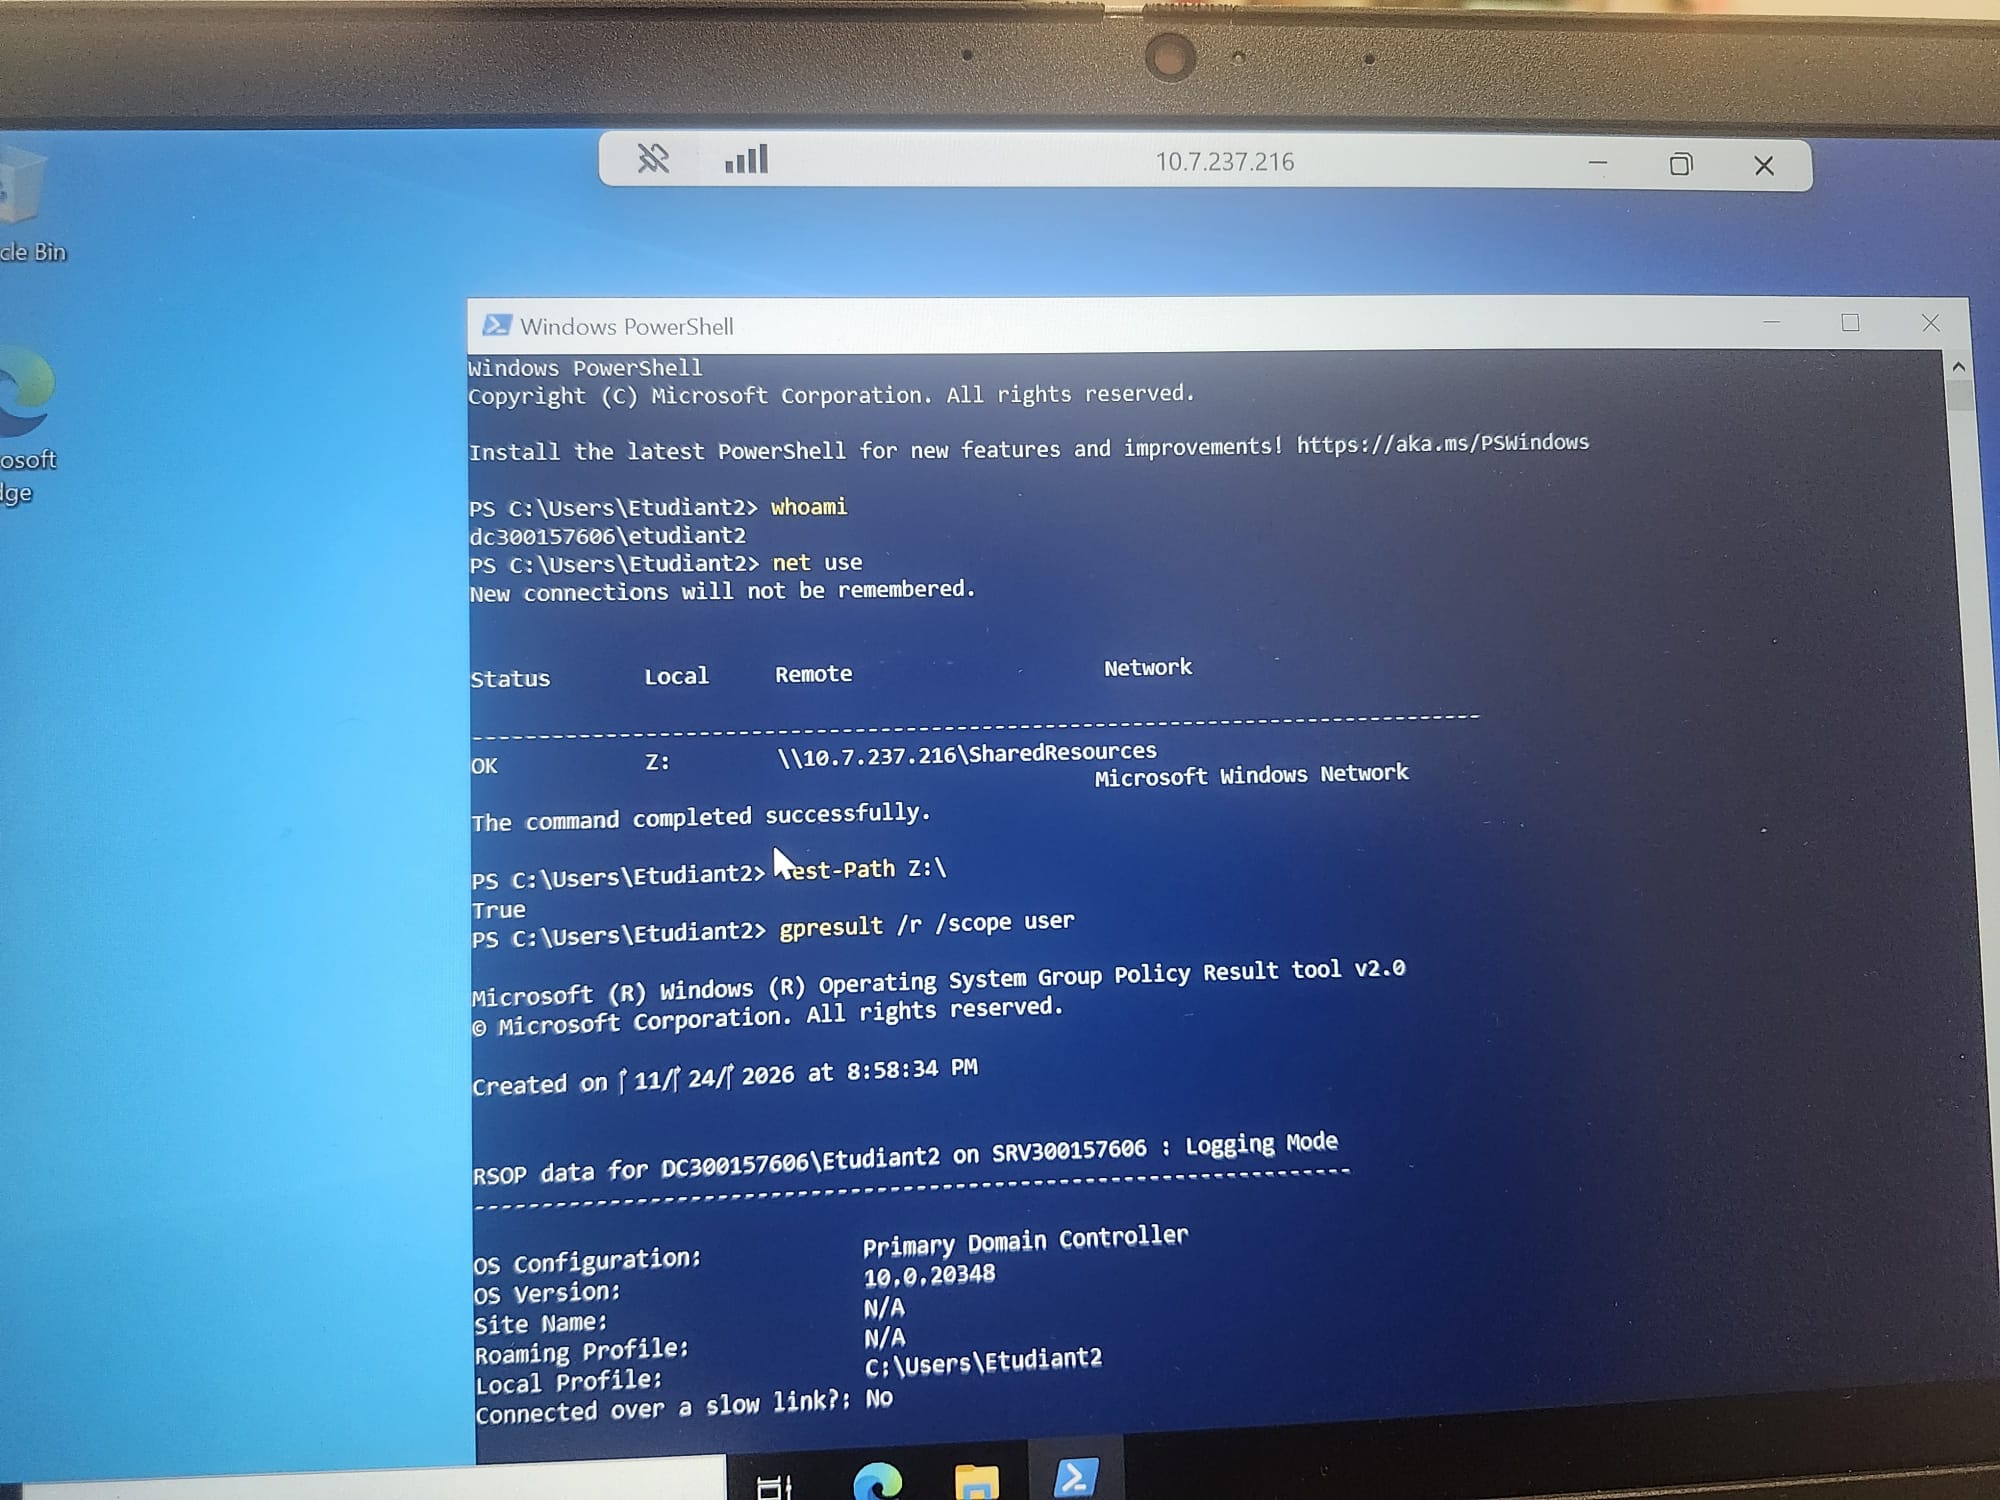 10.7.237.216
cle Bin
osoft
dge
Windows PowerShell
Windows PowerShell
Copyright (C) Microsoft Corporation. All rights reserved.
Install the latest PowerShell for new features and improvements! https://aka.ms/PSWindows
PS C:\Users\Etudiant2> whoami
dc300157606\etudiant2
PS C:\Users\Etudiant2> net use
New connections will not be remembered.
Status Local Remote Network
-------------------------------------------------------------------------------
OK Z: \\10.7.237.216\SharedResources
Microsoft Windows Network
The command completed successfully.
PS C:\Users\Etudiant2> est-Path Z:\
True
PS C:\Users\Etudiant2> gpresult /r /scope user
Microsoft (R) Windows (R) Operating System Group Policy Result tool v2.0
© Microsoft Corporation. All rights reserved.
Created on 11/24/2026 at 8:58:34 PM
RSOP data for DC300157606\Etudiant2 on SRV300157606 : Logging Mode
-------------------------------------------------------------------
OS Configuration: Primary Domain Controller
OS Version: 10.0.20348
Site Name: N/A
Roaming Profile: N/A
Local Profile: C:\Users\Etudiant2
Connected over a slow link?: No